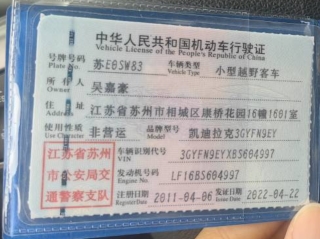 中华人民共和国机动车行驶证
Vehicle License of the People's Republic of China
号牌号码 苏E0SW83 车辆类型 小型越野客车
Plate No. Vehicle Type
所有人 吴嘉豪
Owner
住址 江苏省苏州市相城区康桥花园16幢1601室
Address
使用性质 非营运 品牌型号 凯迪拉克3GYFN9EY
江苏省苏州 车辆识别代号 3GYFN9EYXBS604997
VIN
市公安局交 发动机号码 LF16BS604997
Engine No.
通警察支队 注册日期 2011-04-06 发证日期 2022-04-22
Register Date Issue Date